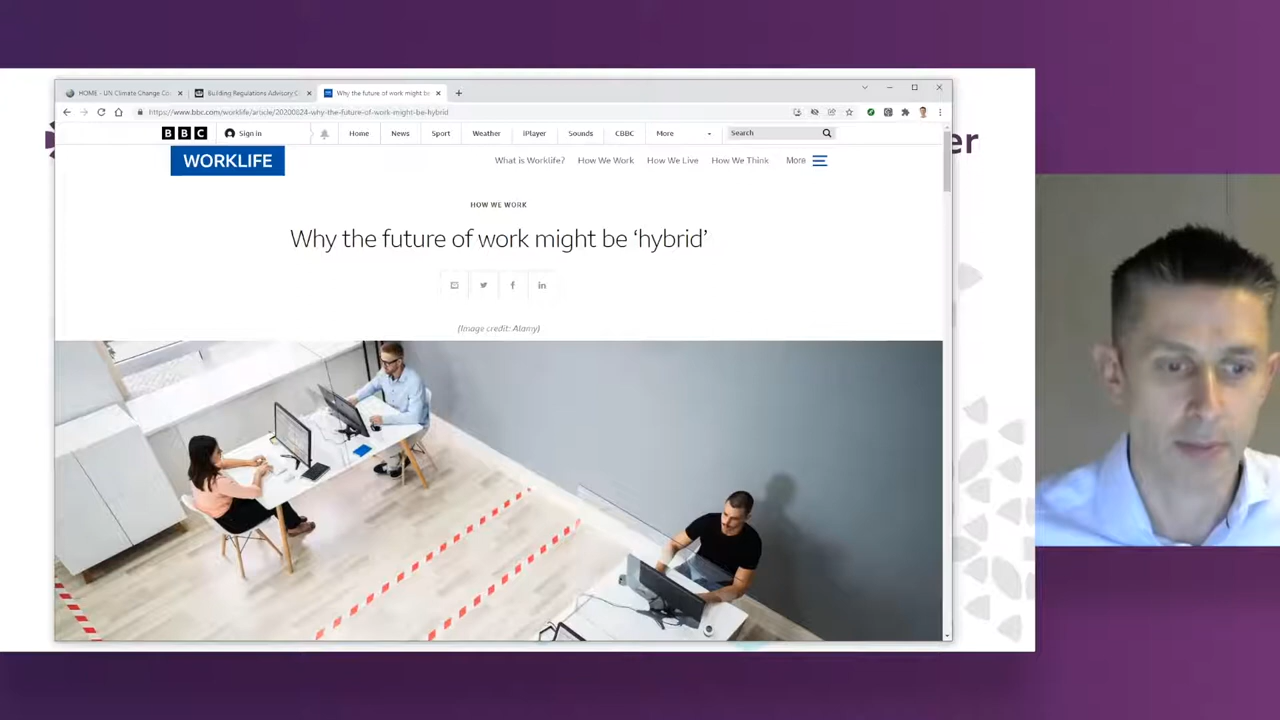 HOME - UN Climate Change Co
Building Regulations Advisory C
Why the future of work might be
https://www.bbc.com/worklife/article/20200824-why-the-future-of-work-might-be-hybrid
BBC
Sign in
Home
News
Sport
Weather
iPlayer
Sounds
CBBC
More
Search
er
WORKLIFE
What is Worklife?
How We Work
How We Live
How We Think
More
HOW WE WORK
Why the future of work might be ‘hybrid’
(Image credit: Alamy)